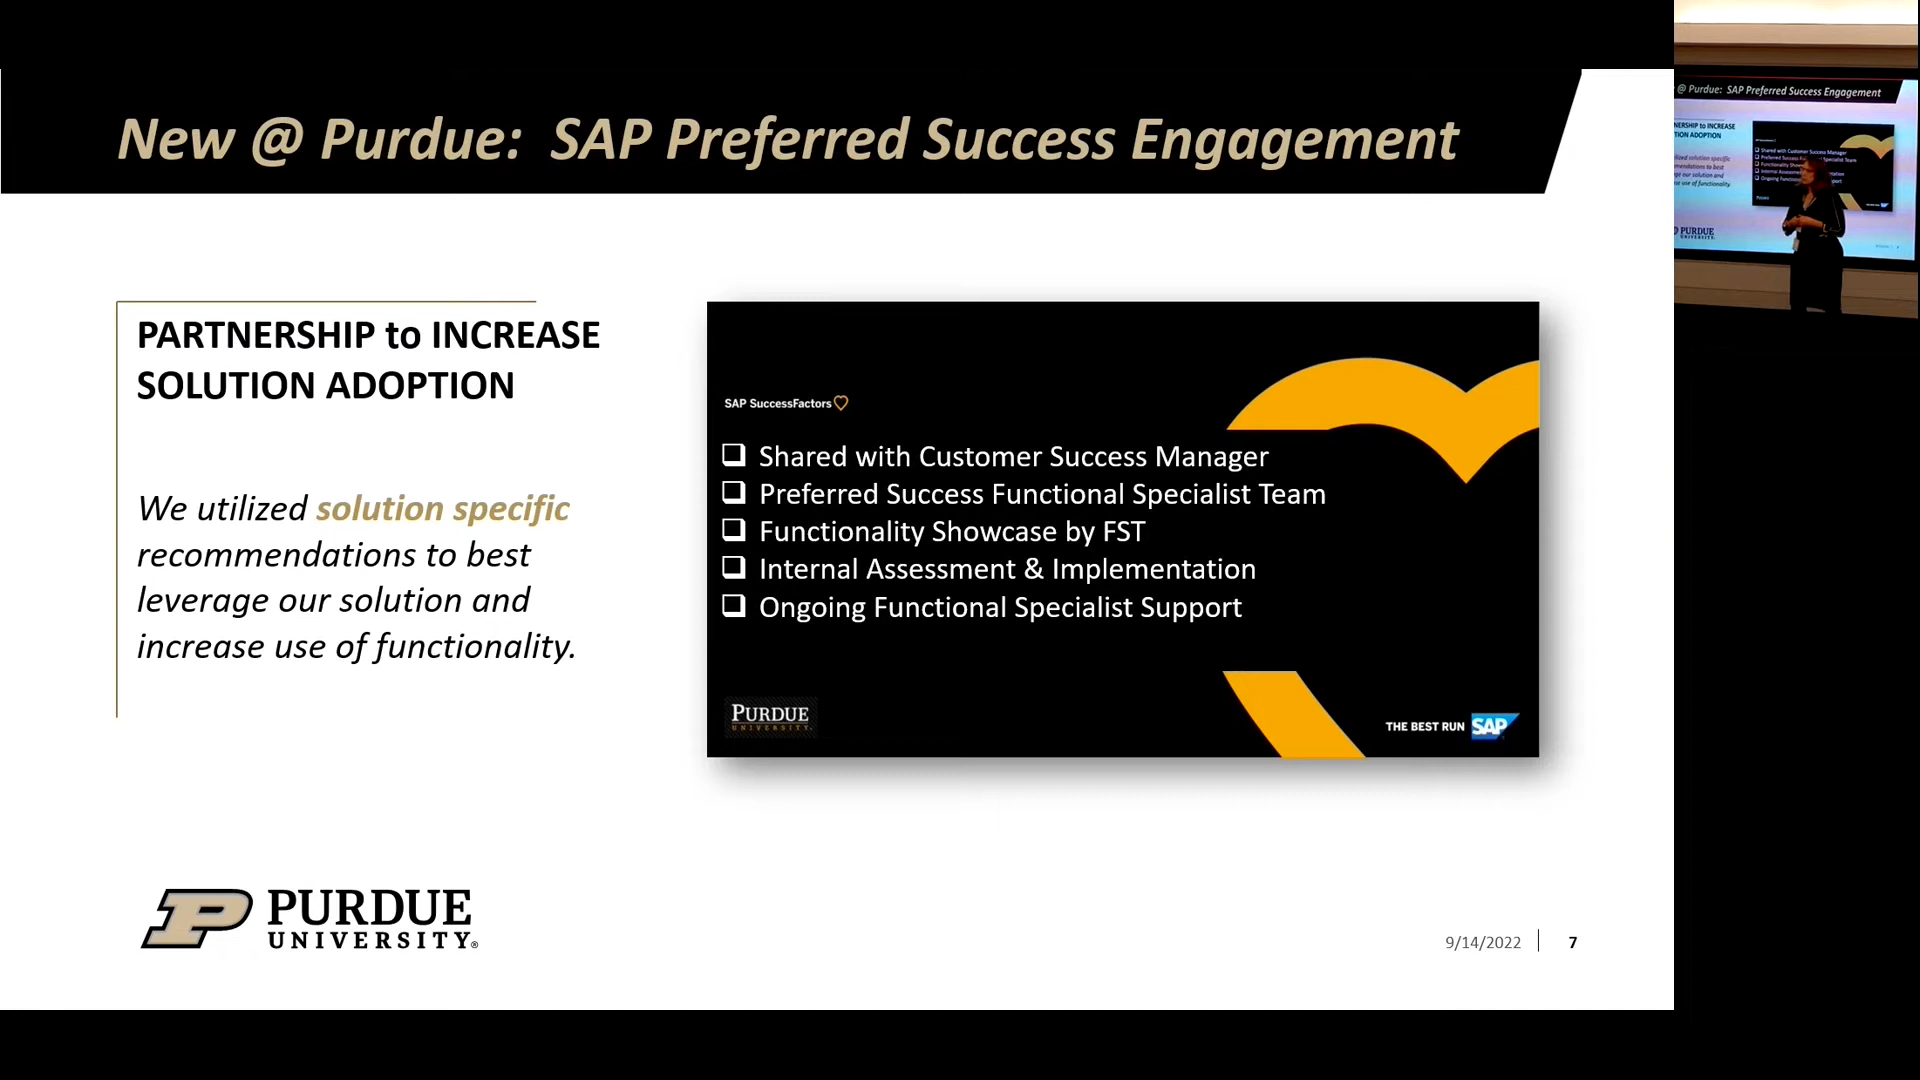 New @ Purdue: SAP Preferred Success Engagement
PARTNERSHIP to INCREASE
SOLUTION ADOPTION
We utilized solution specific
recommendations to best
leverage our solution and
increase use of functionality.
SAP SuccessFactors
Shared with Customer Success Manager
Preferred Success Functional Specialist Team
Functionality Showcase by FST
Internal Assessment & Implementation
Ongoing Functional Specialist Support
PURDUE
UNIVERSITY.
THE BEST RUN SAP
PURDUE
UNIVERSITY®
9/14/2022
7
@ Purdue: SAP Preferred Success Engagement
PURDUE
UNIVERSITY